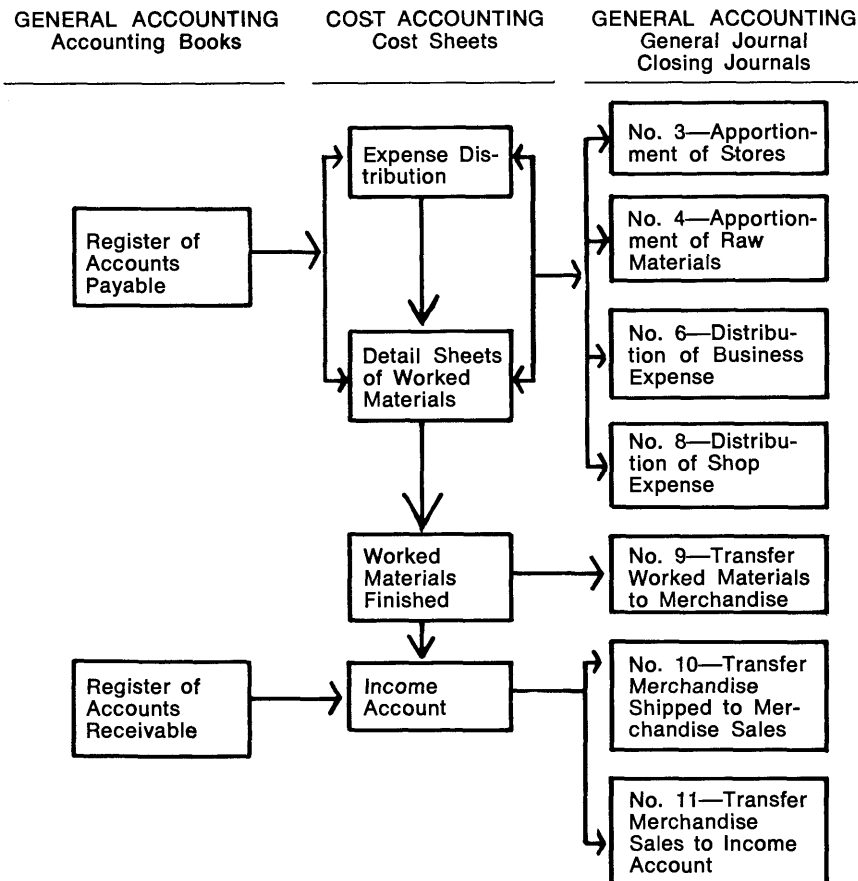 GENERAL ACCOUNTING
Accounting Books
COST ACCOUNTING
Cost Sheets
GENERAL ACCOUNTING
General Journal
Closing Journals
Expense Dis-
tribution
No. 3—Apportion-
ment of Stores
Register of
Accounts
Payable
No. 4—Apportion-
ment of Raw
Materials
Detail Sheets
of Worked
Materials
No. 6—Distribu-
tion of Business
Expense
No. 8—Distribu-
tion of Shop
Expense
Worked
Materials
Finished
No. 9—Transfer
Worked Materials
to Merchandise
Register of
Accounts
Receivable
Income
Account
No. 10—Transfer
Merchandise
Shipped to Mer-
chandise Sales
No. 11—Transfer
Merchandise
Sales to Income
Account